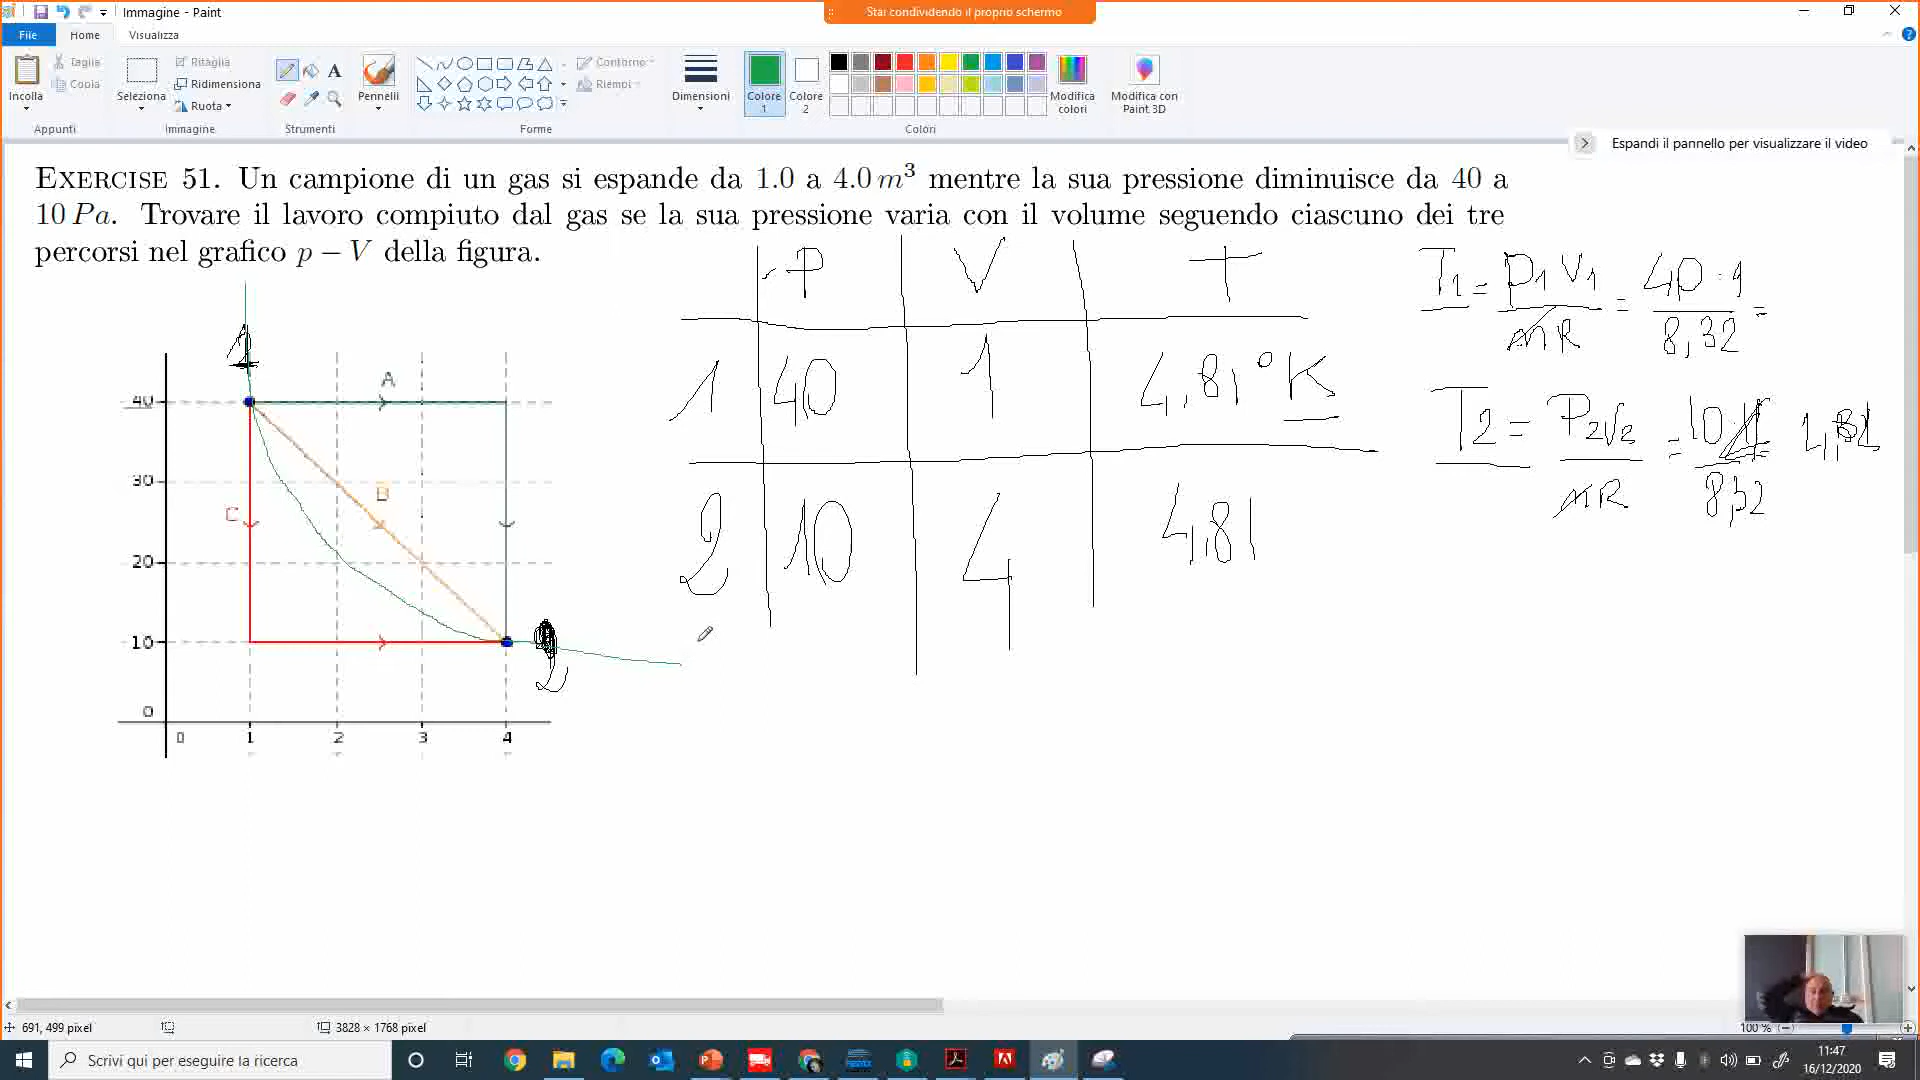 Immagine - Paint
Stai condividendo il proprio schermo
File Home Visualizza
Incolla
Taglia
Copia
Appunti
Seleziona
Ritaglia
Ridimensiona
Ruota
Immagine
A
Strumenti
Pennelli
Contorno
Riempi
Forme
Dimensioni
Colore 1
Colore 2
Modifica colori
Modifica con Paint 3D
Colori
Espandi il pannello per visualizzare il video
EXERCISE 51. Un campione di un gas si espande da 1.0 a 4.0 m³ mentre la sua pressione diminuisce da 40 a
10 Pa. Trovare il lavoro compiuto dal gas se la sua pressione varia con il volume seguendo ciascuno dei tre
percorsi nel grafico p − V della figura.
1
A
40
30
B
C
20
10
2
0
0 1 2 3 4
P V T
1 40 1 4,81 °K
2 10 4 4,81
T1 = P1 V1 / nR = 40 · 1 / 8,32 =
T2 = P2 V2 / nR = 10 · 4 / 8,32
691, 499 pixel
3828 × 1768 pixel
100 %
Scrivi qui per eseguire la ricerca
11:47
16/12/2020